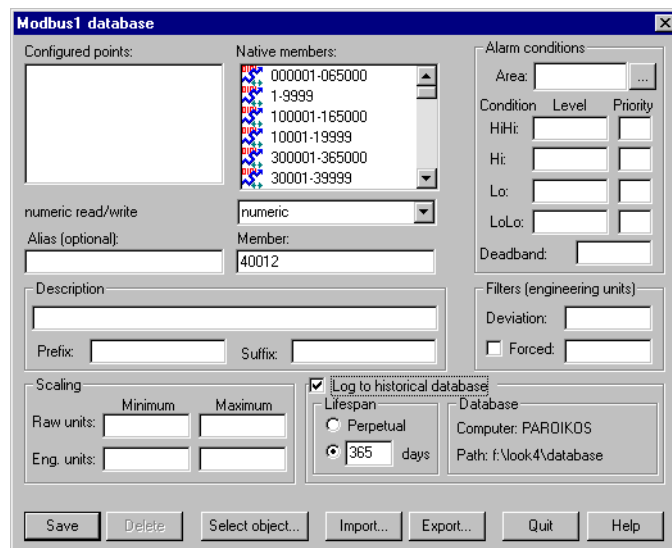 Modbus1 database
Configured points:
Native members:
000001-065000
1-9999
100001-165000
10001-19999
300001-365000
30001-39999
numeric read/write
numeric
Alias (optional):
Member:
40012
Alarm conditions
Area:
...
Condition Level Priority
HiHi:
Hi:
Lo:
LoLo:
Deadband:
Description
Prefix:
Suffix:
Filters (engineering units)
Deviation:
Forced:
Scaling
Minimum Maximum
Raw units:
Eng. units:
Log to historical database
Lifespan
Perpetual
365 days
Database
Computer: PAROIKOS
Path: f:\look4\database
Save Delete Select object... Import... Export... Quit Help